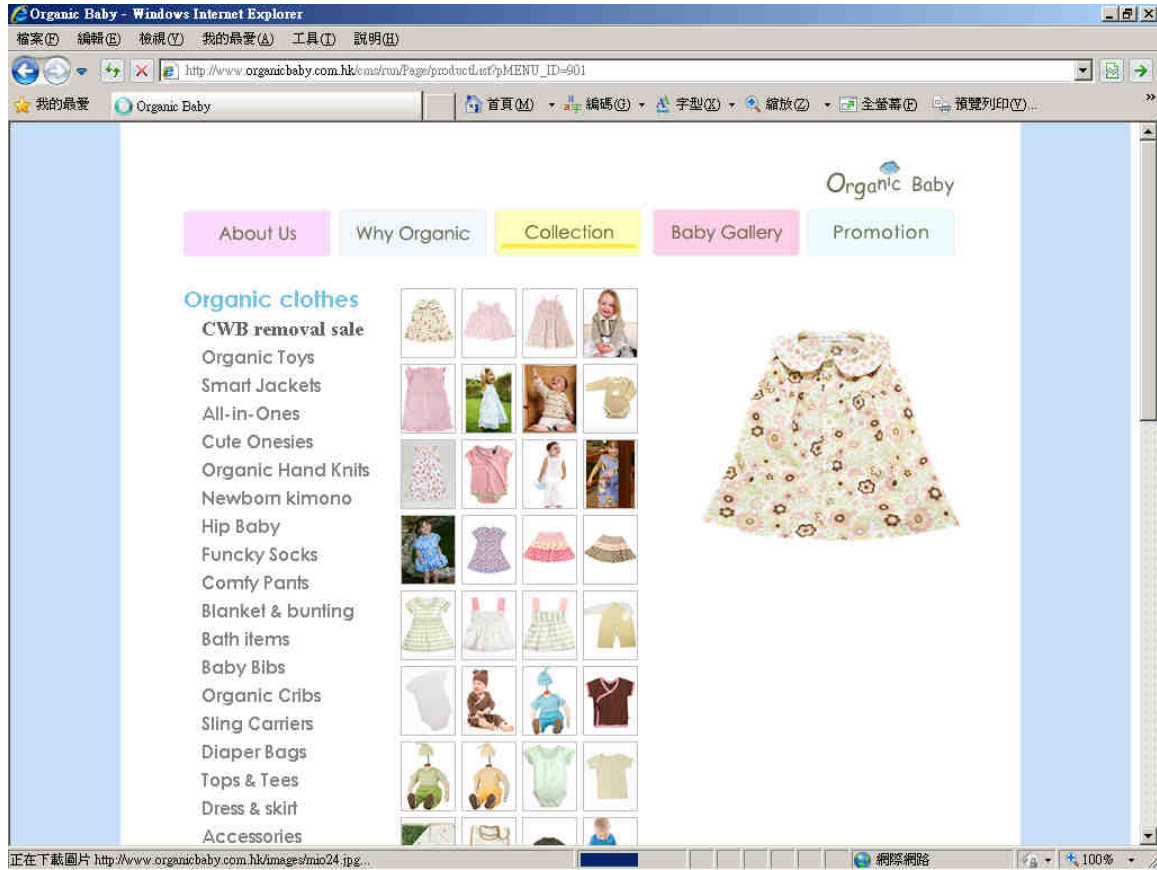 Organic Baby - Windows Internet Explorer
檔案(F) 編輯(E) 檢視(V) 我的最愛(A) 工具(T) 說明(H)
http://www.organicbaby.com.hk/cms/run/Page/productList?pMENU_ID=901
我的最愛 Organic Baby 首頁(M) 編碼(G) 字型(X) 縮放(Z) 全螢幕(F) 預覽列印(V)... »
Organic Baby
About Us Why Organic Collection Baby Gallery Promotion
Organic clothes
CWB removal sale
Organic Toys
Smart Jackets
All-in-Ones
Cute Onesies
Organic Hand Knits
Newborn kimono
Hip Baby
Funcky Socks
Comfy Pants
Blanket & bunting
Bath items
Baby Bibs
Organic Cribs
Sling Carriers
Diaper Bags
Tops & Tees
Dress & skirt
Accessories
正在下載圖片 http://www.organicbaby.com.hk/images/mio24.jpg... 網際網路 100%